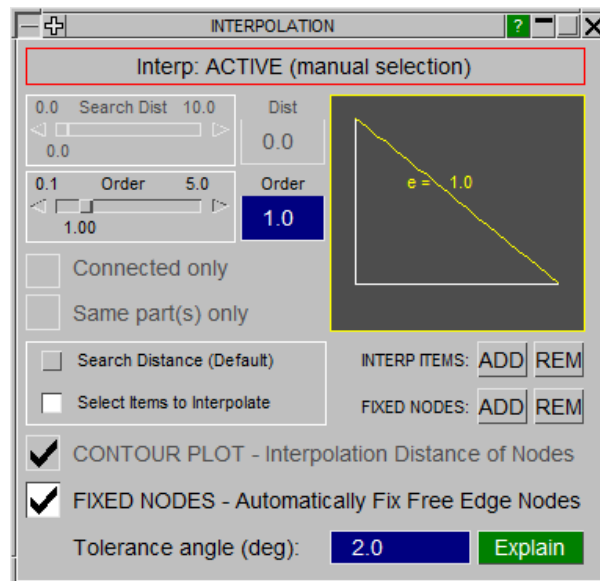 INTERPOLATION ?
Interp: ACTIVE (manual selection)
0.0 Search Dist 10.0 Dist
0.0 0.0
0.1 Order 5.0 Order
1.00 1.0
e = 1.0
Connected only
Same part(s) only
Search Distance (Default) INTERP ITEMS: ADD REM
Select Items to Interpolate FIXED NODES: ADD REM
CONTOUR PLOT - Interpolation Distance of Nodes
FIXED NODES - Automatically Fix Free Edge Nodes
Tolerance angle (deg): 2.0 Explain